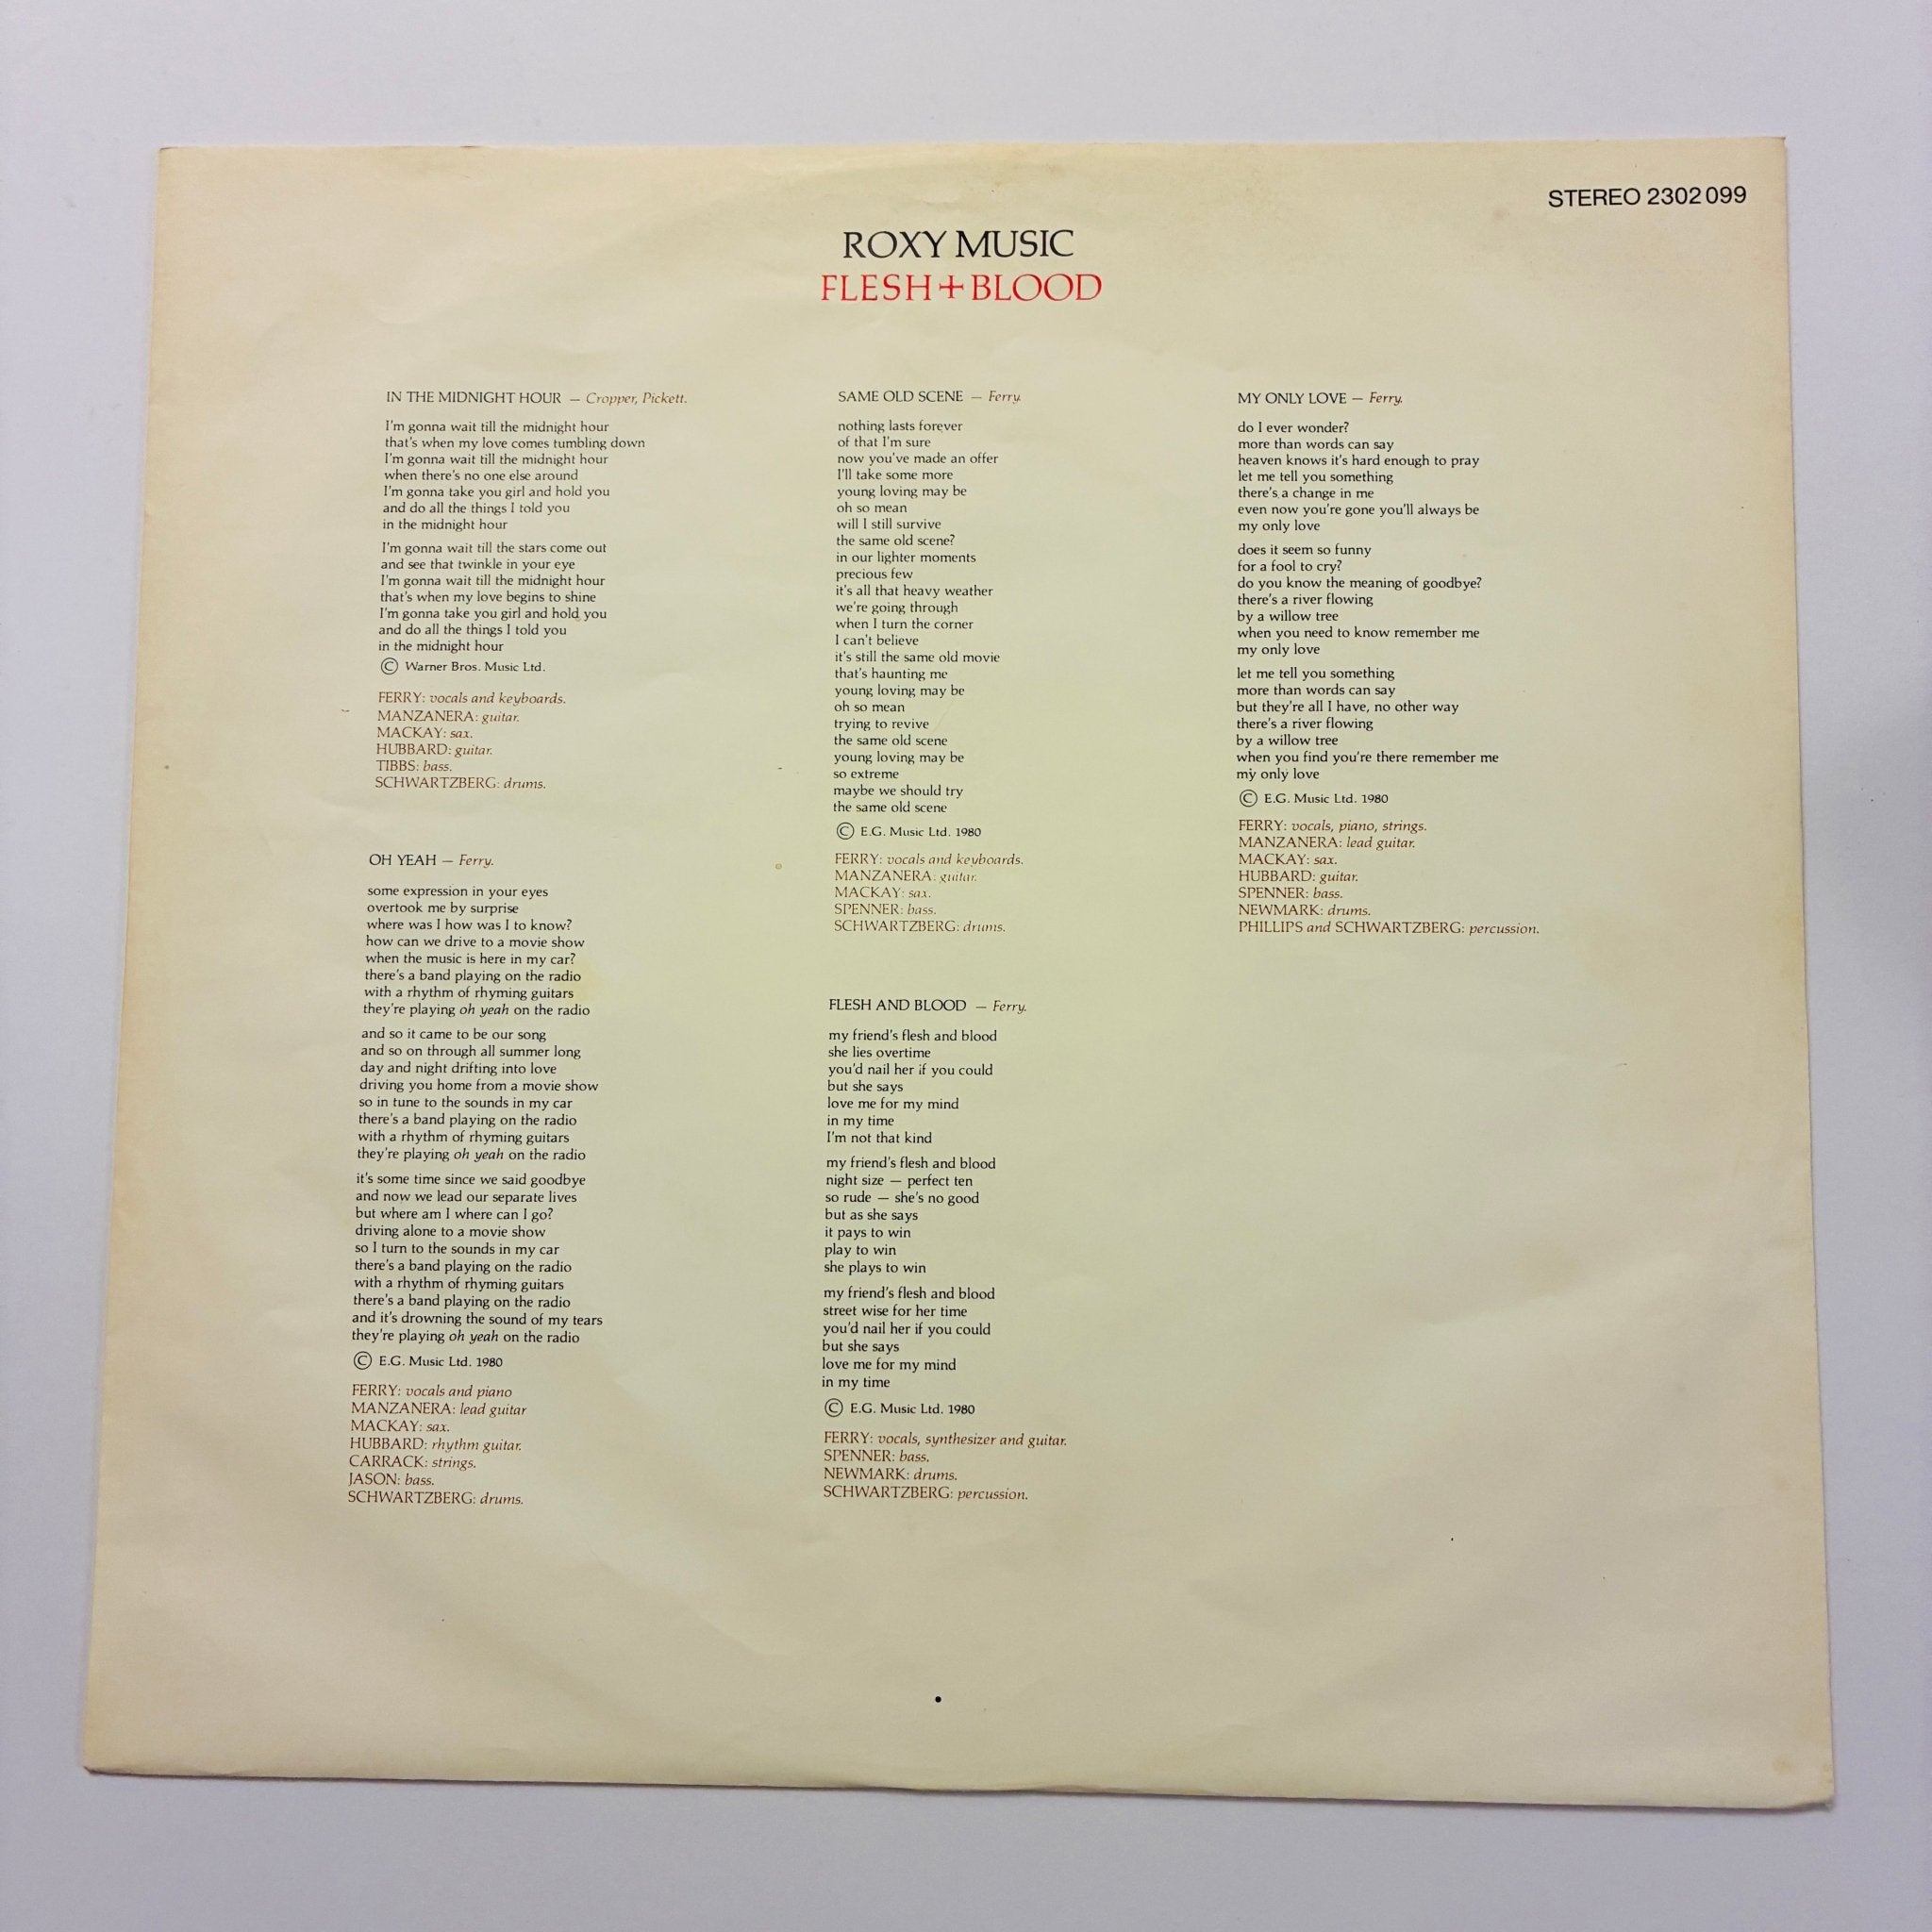 STEREO 2302 099
ROXY MUSIC
FLESH+BLOOD
IN THE MIDNIGHT HOUR — Cropper, Pickett.
I'm gonna wait till the midnight hour
that's when my love comes tumbling down
I'm gonna wait till the midnight hour
when there's no one else around
I'm gonna take you girl and hold you
and do all the things I told you
in the midnight hour
I'm gonna wait till the stars come out
and see that twinkle in your eye
I'm gonna wait till the midnight hour
that's when my love begins to shine
I'm gonna take you girl and hold you
and do all the things I told you
in the midnight hour
© Warner Bros. Music Ltd.
FERRY: vocals and keyboards.
MANZANERA: guitar.
MACKAY: sax.
HUBBARD: guitar.
TIBBS: bass.
SCHWARTZBERG: drums.
OH YEAH — Ferry.
some expression in your eyes
overtook me by surprise
where was I how was I to know?
how can we drive to a movie show
when the music is here in my car?
there's a band playing on the radio
with a rhythm of rhyming guitars
they're playing oh yeah on the radio
and so it came to be our song
and so on through all summer long
day and night drifting into love
driving you home from a movie show
so in tune to the sounds in my car
there's a band playing on the radio
with a rhythm of rhyming guitars
they're playing oh yeah on the radio
it's some time since we said goodbye
and now we lead our separate lives
but where am I where can I go?
driving alone to a movie show
so I turn to the sounds in my car
there's a band playing on the radio
with a rhythm of rhyming guitars
there's a band playing on the radio
and it's drowning the sound of my tears
they're playing oh yeah on the radio
© E.G. Music Ltd. 1980
FERRY: vocals and piano
MANZANERA: lead guitar
MACKAY: sax.
HUBBARD: rhythm guitar.
CARRACK: strings.
JASON: bass.
SCHWARTZBERG: drums.
SAME OLD SCENE — Ferry.
nothing lasts forever
of that I'm sure
now you've made an offer
I'll take some more
young loving may be
oh so mean
will I still survive
the same old scene?
in our lighter moments
precious few
it's all that heavy weather
we're going through
when I turn the corner
I can't believe
it's still the same old movie
that's haunting me
young loving may be
oh so mean
trying to revive
the same old scene
young loving may be
so extreme
maybe we should try
the same old scene
© E.G. Music Ltd. 1980
FERRY: vocals and keyboards.
MANZANERA: guitar.
MACKAY: sax.
SPENNER: bass.
SCHWARTZBERG: drums.
FLESH AND BLOOD — Ferry.
my friend's flesh and blood
she lies overtime
you'd nail her if you could
but she says
love me for my mind
in my time
I'm not that kind
my friend's flesh and blood
night size — perfect ten
so rude — she's no good
but as she says
it pays to win
play to win
she plays to win
my friend's flesh and blood
street wise for her time
you'd nail her if you could
but she says
love me for my mind
in my time
© E.G. Music Ltd. 1980
FERRY: vocals, synthesizer and guitar.
SPENNER: bass.
NEWMARK: drums.
SCHWARTZBERG: percussion.
MY ONLY LOVE — Ferry.
do I ever wonder?
more than words can say
heaven knows it's hard enough to pray
let me tell you something
there's a change in me
even now you're gone you'll always be
my only love
does it seem so funny
for a fool to cry?
do you know the meaning of goodbye?
there's a river flowing
by a willow tree
when you need to know remember me
my only love
let me tell you something
more than words can say
but they're all I have, no other way
there's a river flowing
by a willow tree
when you find you're there remember me
my only love
© E.G. Music Ltd. 1980
FERRY: vocals, piano, strings.
MANZANERA: lead guitar.
MACKAY: sax.
HUBBARD: guitar.
SPENNER: bass.
NEWMARK: drums.
PHILLIPS and SCHWARTZBERG: percussion.